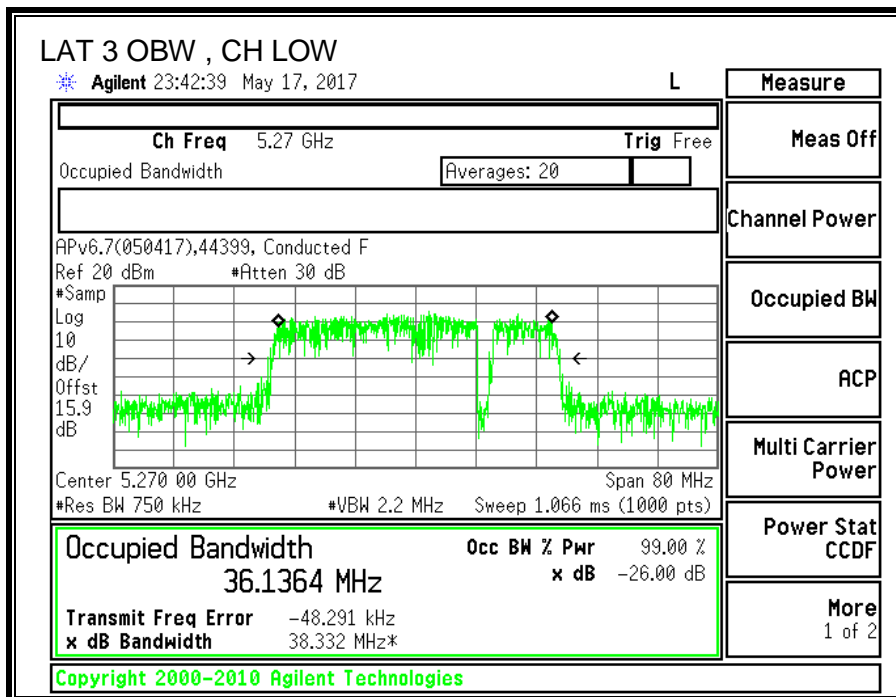 LAT 3 OBW , CH LOW
Agilent 23:42:39 May 17, 2017 L
Measure
Ch Freq 5.27 GHz Trig Free
Occupied Bandwidth Averages: 20
APv6.7(050417),44399, Conducted F
Ref 20 dBm #Atten 30 dB
#Samp
Log
10
dB/
Offst
15.9
dB
Center 5.270 00 GHz Span 80 MHz
#Res BW 750 kHz #VBW 2.2 MHz Sweep 1.066 ms (1000 pts)
Occupied Bandwidth Occ BW % Pwr 99.00 %
36.1364 MHz x dB -26.00 dB
Transmit Freq Error -48.291 kHz
x dB Bandwidth 38.332 MHz*
Copyright 2000-2010 Agilent Technologies
Meas Off
Channel Power
Occupied BW
ACP
Multi Carrier
Power
Power Stat
CCDF
More
1 of 2